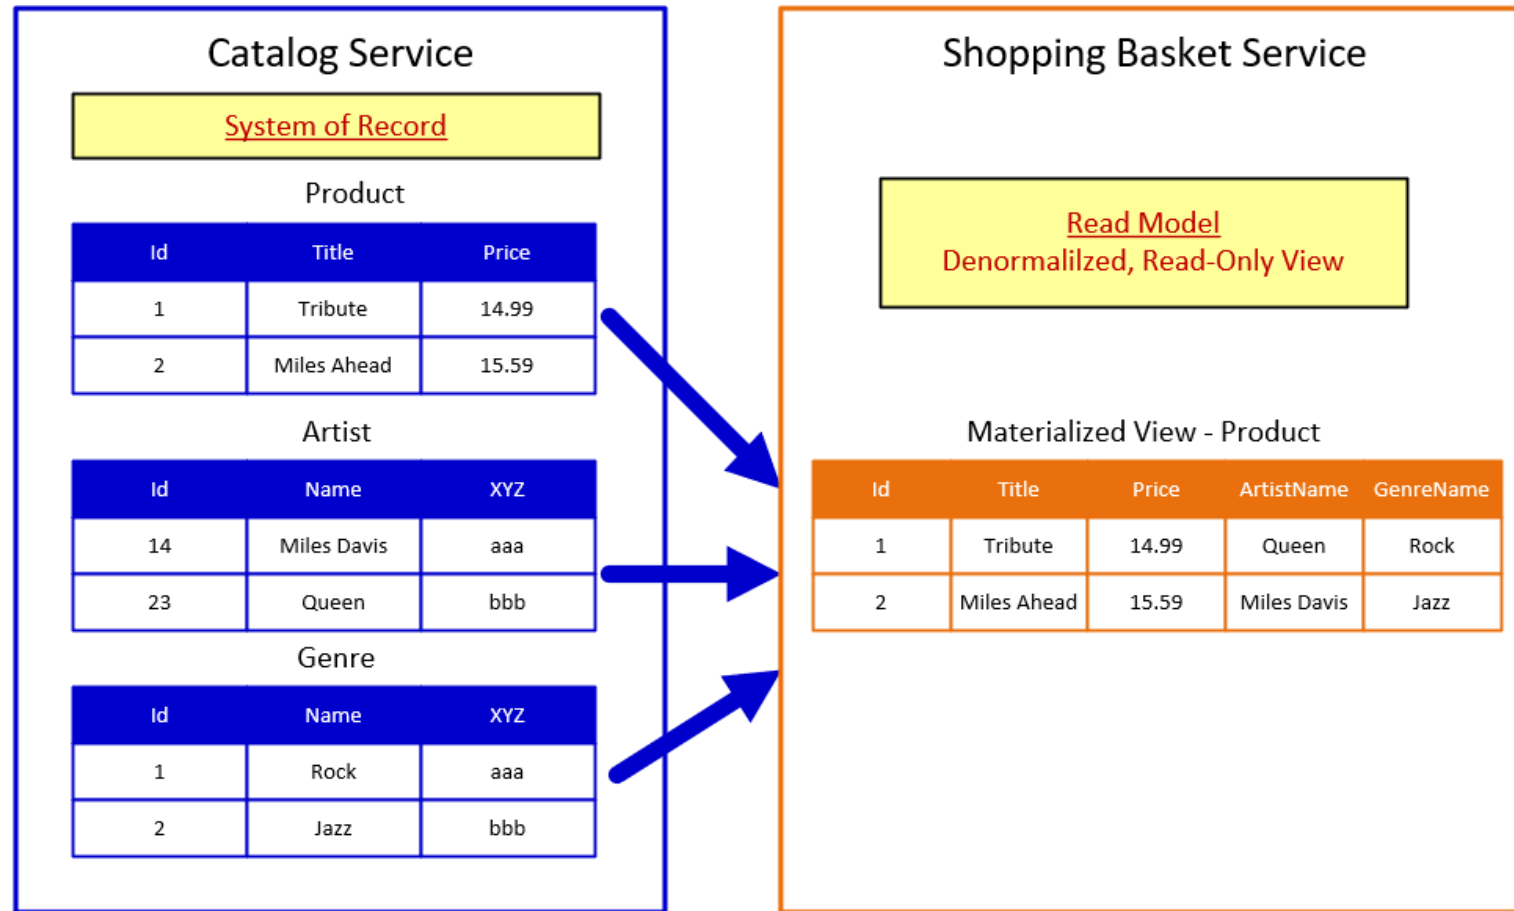 Catalog Service
System of Record
Product
Id Title Price
1 Tribute 14.99
2 Miles Ahead 15.59
Artist
Id Name XYZ
14 Miles Davis aaa
23 Queen bbb
Genre
Id Name XYZ
1 Rock aaa
2 Jazz bbb
Shopping Basket Service
Read Model
Denormalilzed, Read-Only View
Materialized View - Product
Id Title Price ArtistName GenreName
1 Tribute 14.99 Queen Rock
2 Miles Ahead 15.59 Miles Davis Jazz